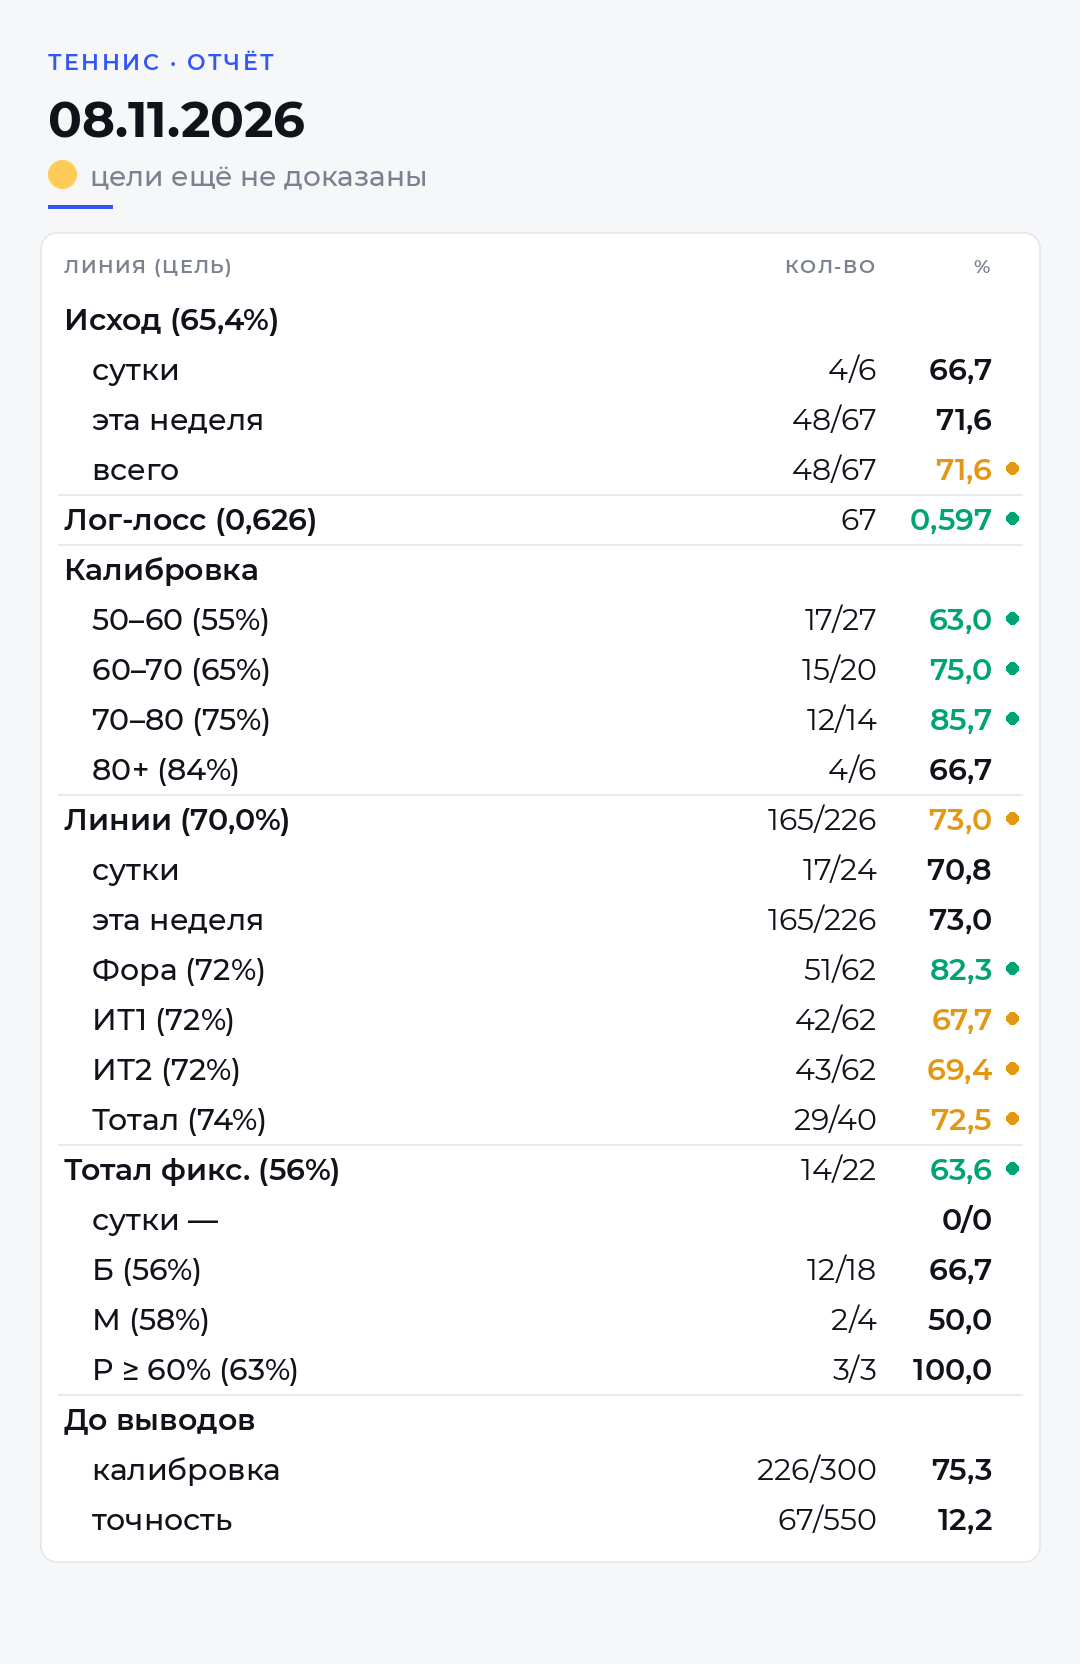 ТЕННИС · ОТЧЁТ
08.11.2026
цели ещё не доказаны
ЛИНИЯ (ЦЕЛЬ) КОЛ-ВО %
Исход (65,4%)
сутки 4/6 66,7
эта неделя 48/67 71,6
всего 48/67 71,6
Лог-лосс (0,626) 67 0,597
Калибровка
50–60 (55%) 17/27 63,0
60–70 (65%) 15/20 75,0
70–80 (75%) 12/14 85,7
80+ (84%) 4/6 66,7
Линии (70,0%) 165/226 73,0
сутки 17/24 70,8
эта неделя 165/226 73,0
Фора (72%) 51/62 82,3
ИТ1 (72%) 42/62 67,7
ИТ2 (72%) 43/62 69,4
Тотал (74%) 29/40 72,5
Тотал фикс. (56%) 14/22 63,6
сутки — 0/0
Б (56%) 12/18 66,7
М (58%) 2/4 50,0
Р ≥ 60% (63%) 3/3 100,0
До выводов
калибровка 226/300 75,3
точность 67/550 12,2